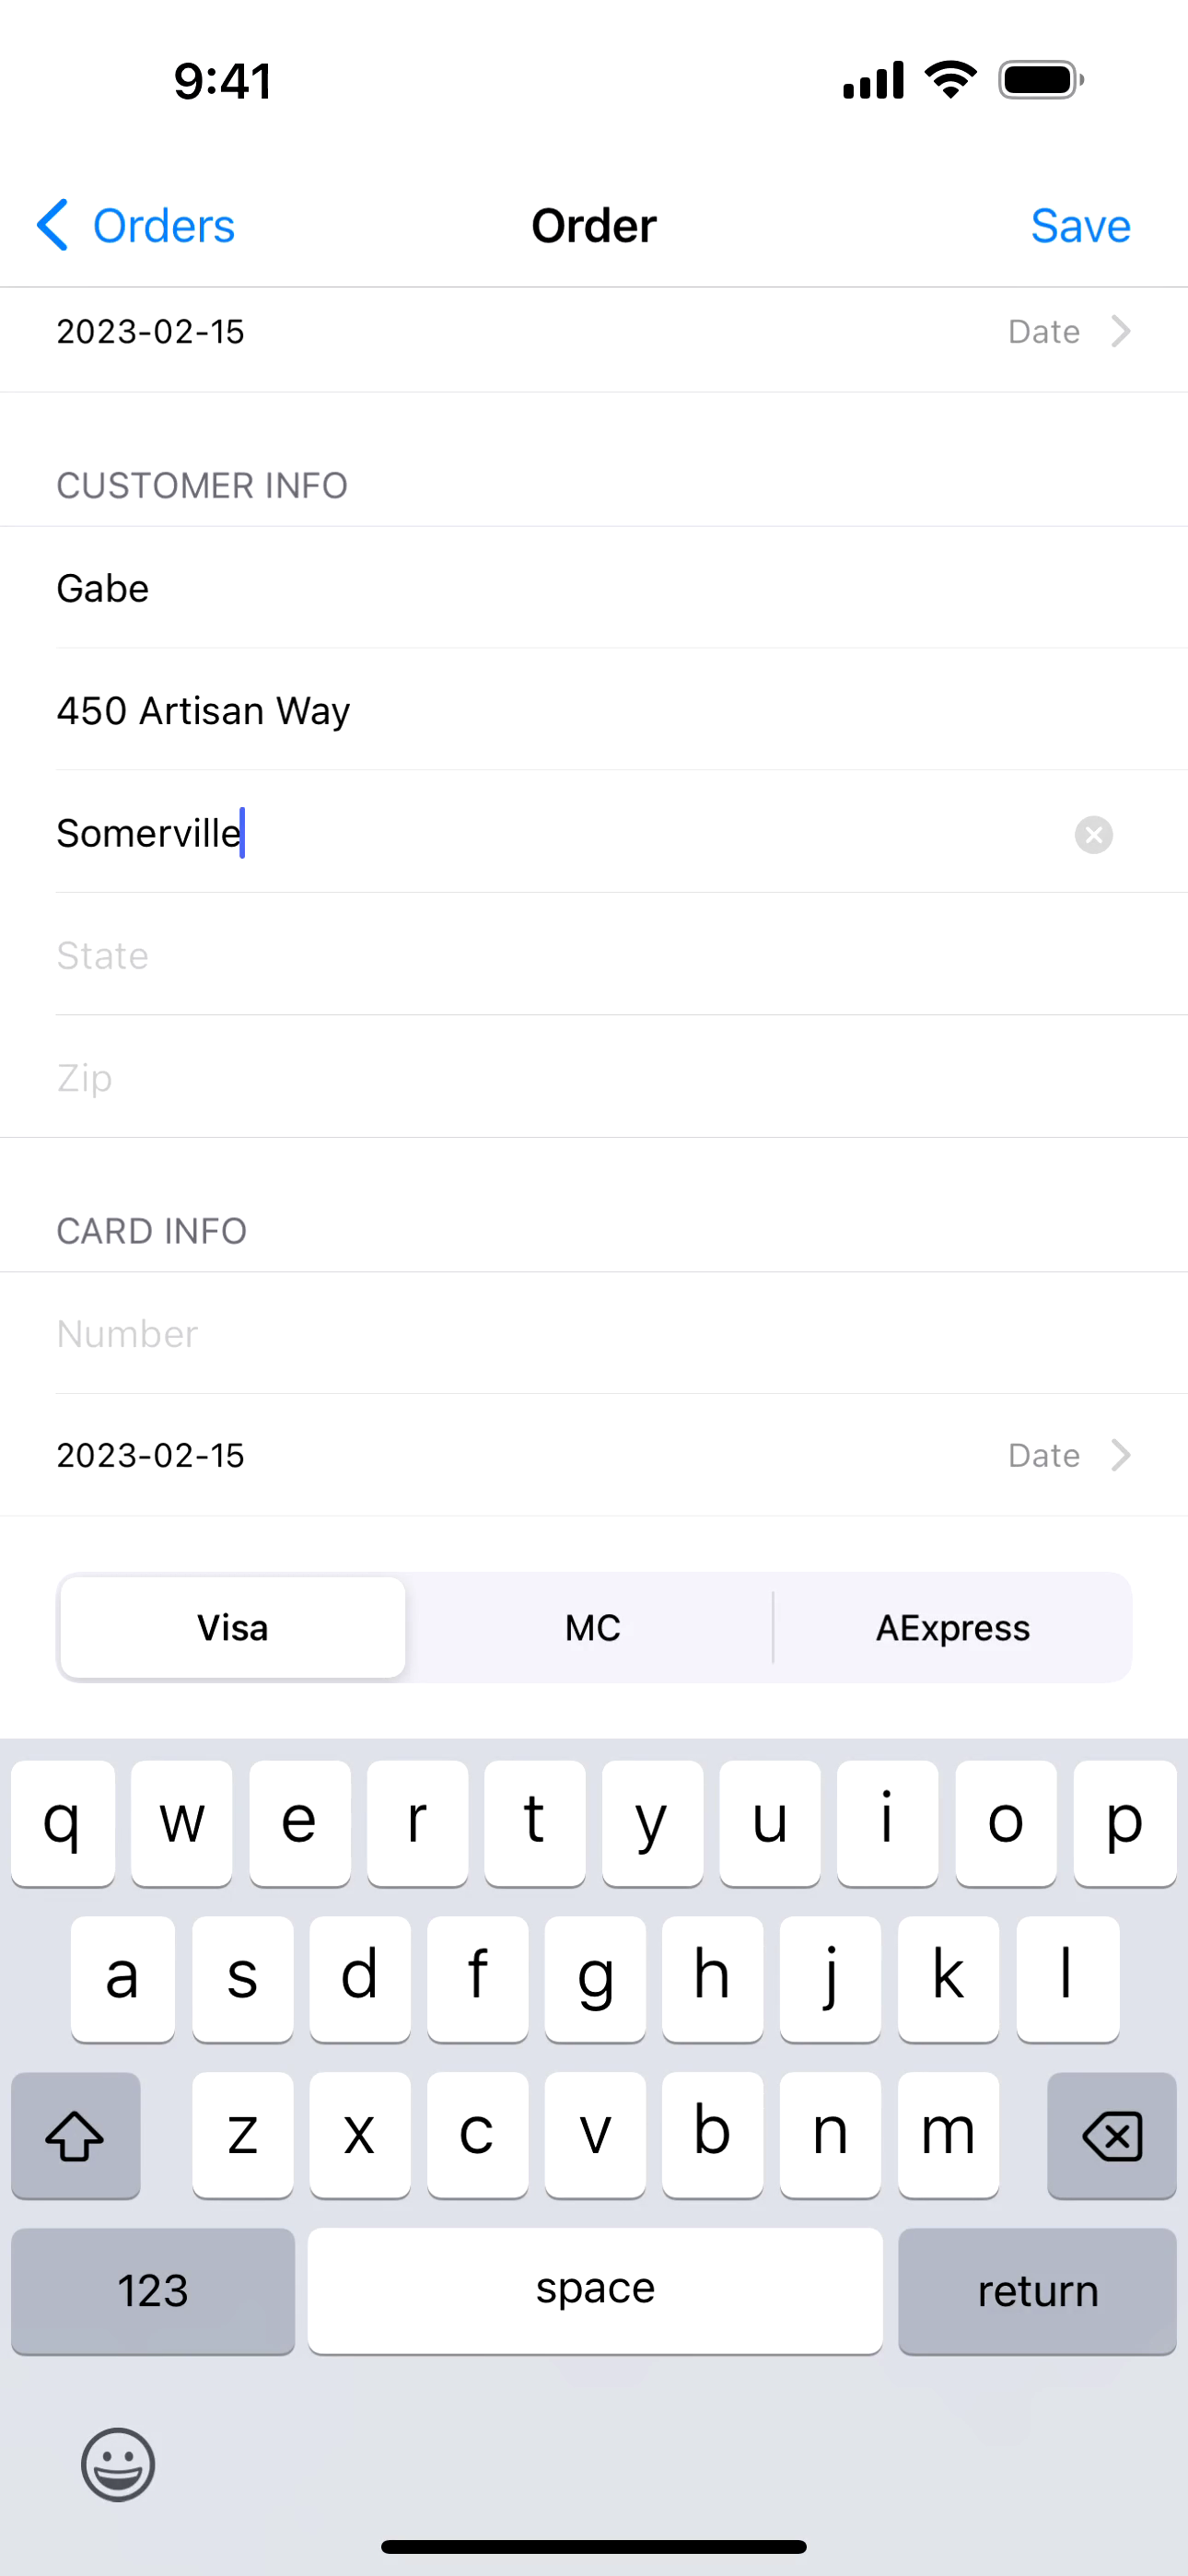 9:41
Orders Order Save
2023-02-15 Date
CUSTOMER INFO
Gabe
450 Artisan Way
Somerville
State
Zip
CARD INFO
Number
2023-02-15 Date
Visa MC AExpress
q w e r t y u i o p
a s d f g h j k l
z x c v b n m
123 space return